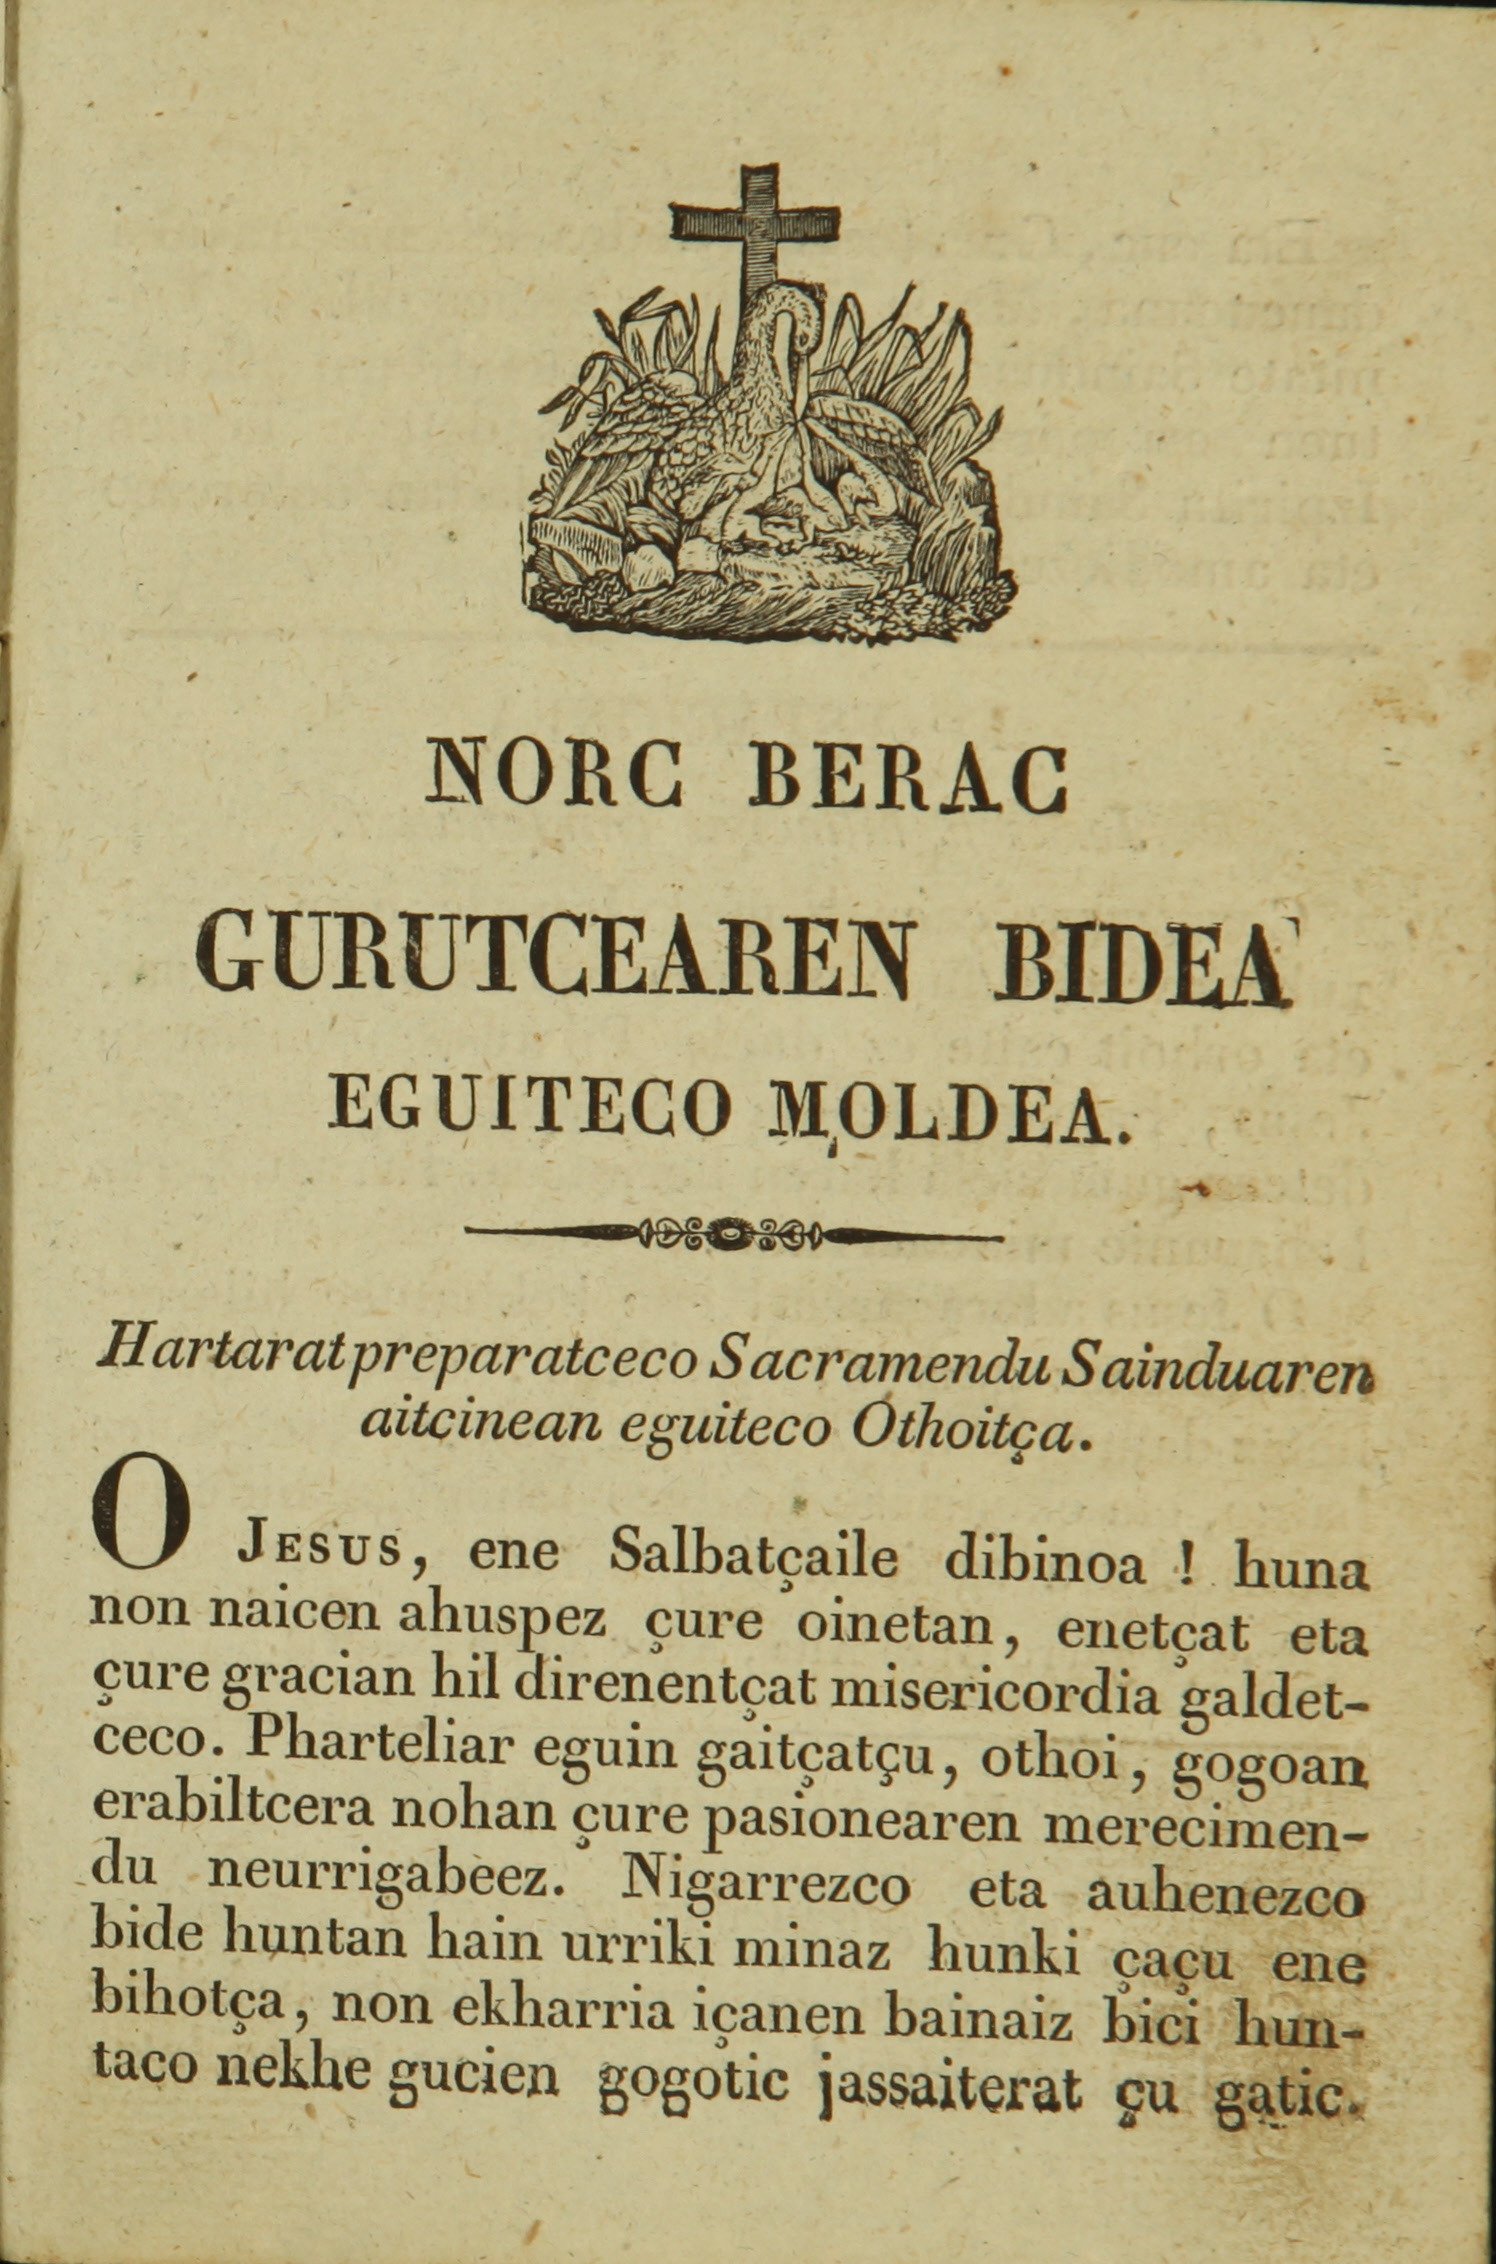 NORC BERAC
GURUTCEAREN BIDEA
EGUITECO MOLDEA.
Hartarat preparatceco Sacramendu Sainduaren
aitcinean eguiteco Othoitça.
O JESUS, ene Salbatçaile dibinoa ! huna
non naicen ahuspez çure oinetan, enetçat eta
çure gracian hil direnentçat misericordia galdet-
ceco. Pharteliar eguin gaitçatçu, othoi, gogoan
erabiltcera nohan çure pasionearen merecimen-
du neurrigabeez. Nigarrezco eta auhenezco
bide huntan hain urriki minaz hunki çaçu ene
bihotça, non ekharria içanen bainaiz bici hun-
taco nekhe gucien gogotic jassaiterat çu gatic.